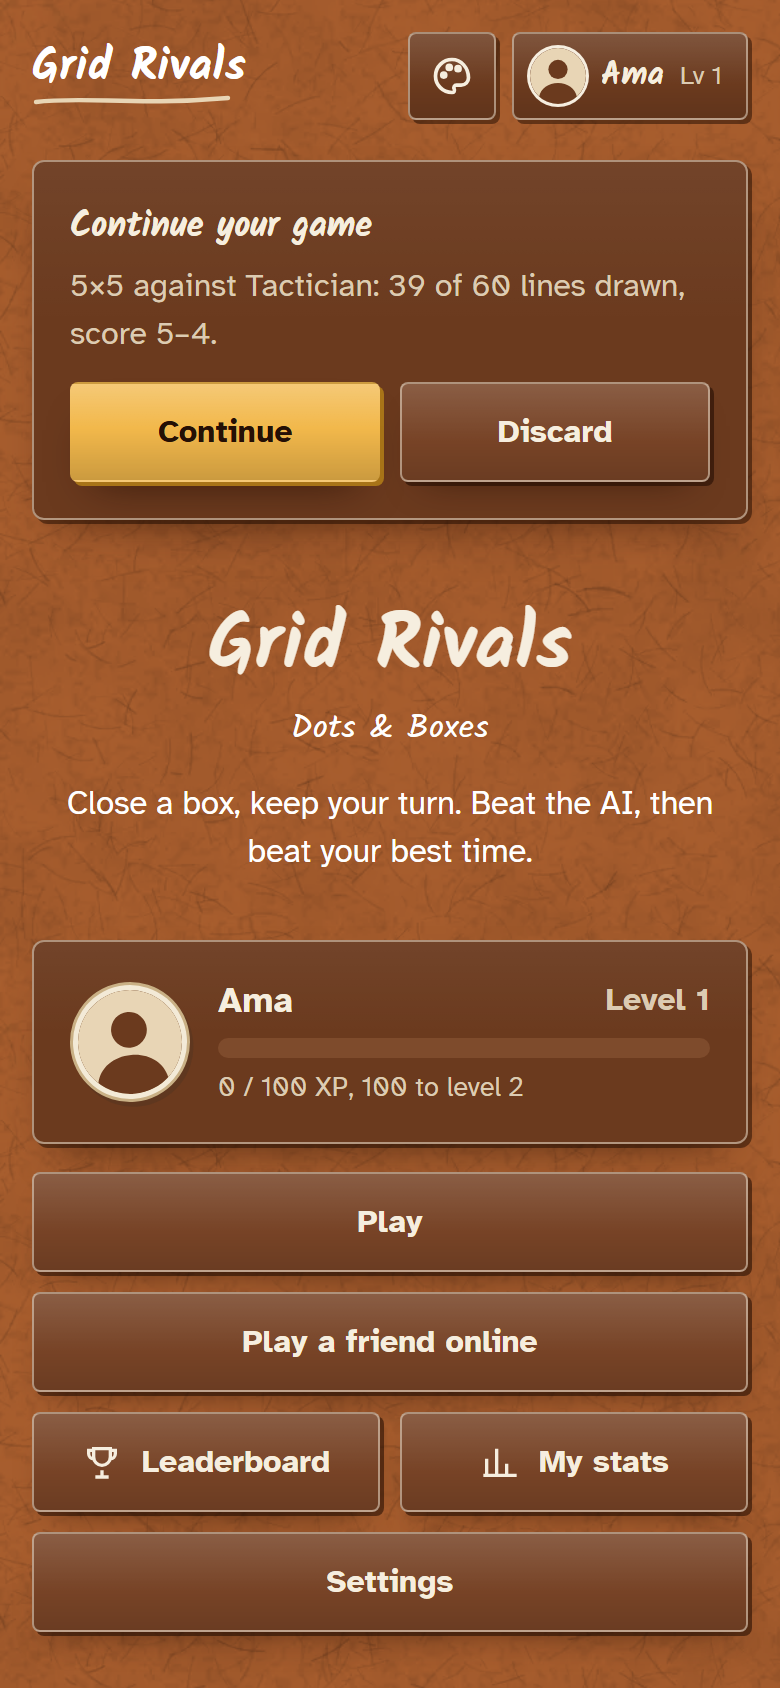 Grid Rivals
Ama Lv 1
Continue your game
5×5 against Tactician: 39 of 60 lines drawn,
score 5–4.
Continue
Discard
Grid Rivals
Dots & Boxes
Close a box, keep your turn. Beat the AI, then
beat your best time.
Ama
Level 1
0 / 100 XP, 100 to level 2
Play
Play a friend online
Leaderboard
My stats
Settings